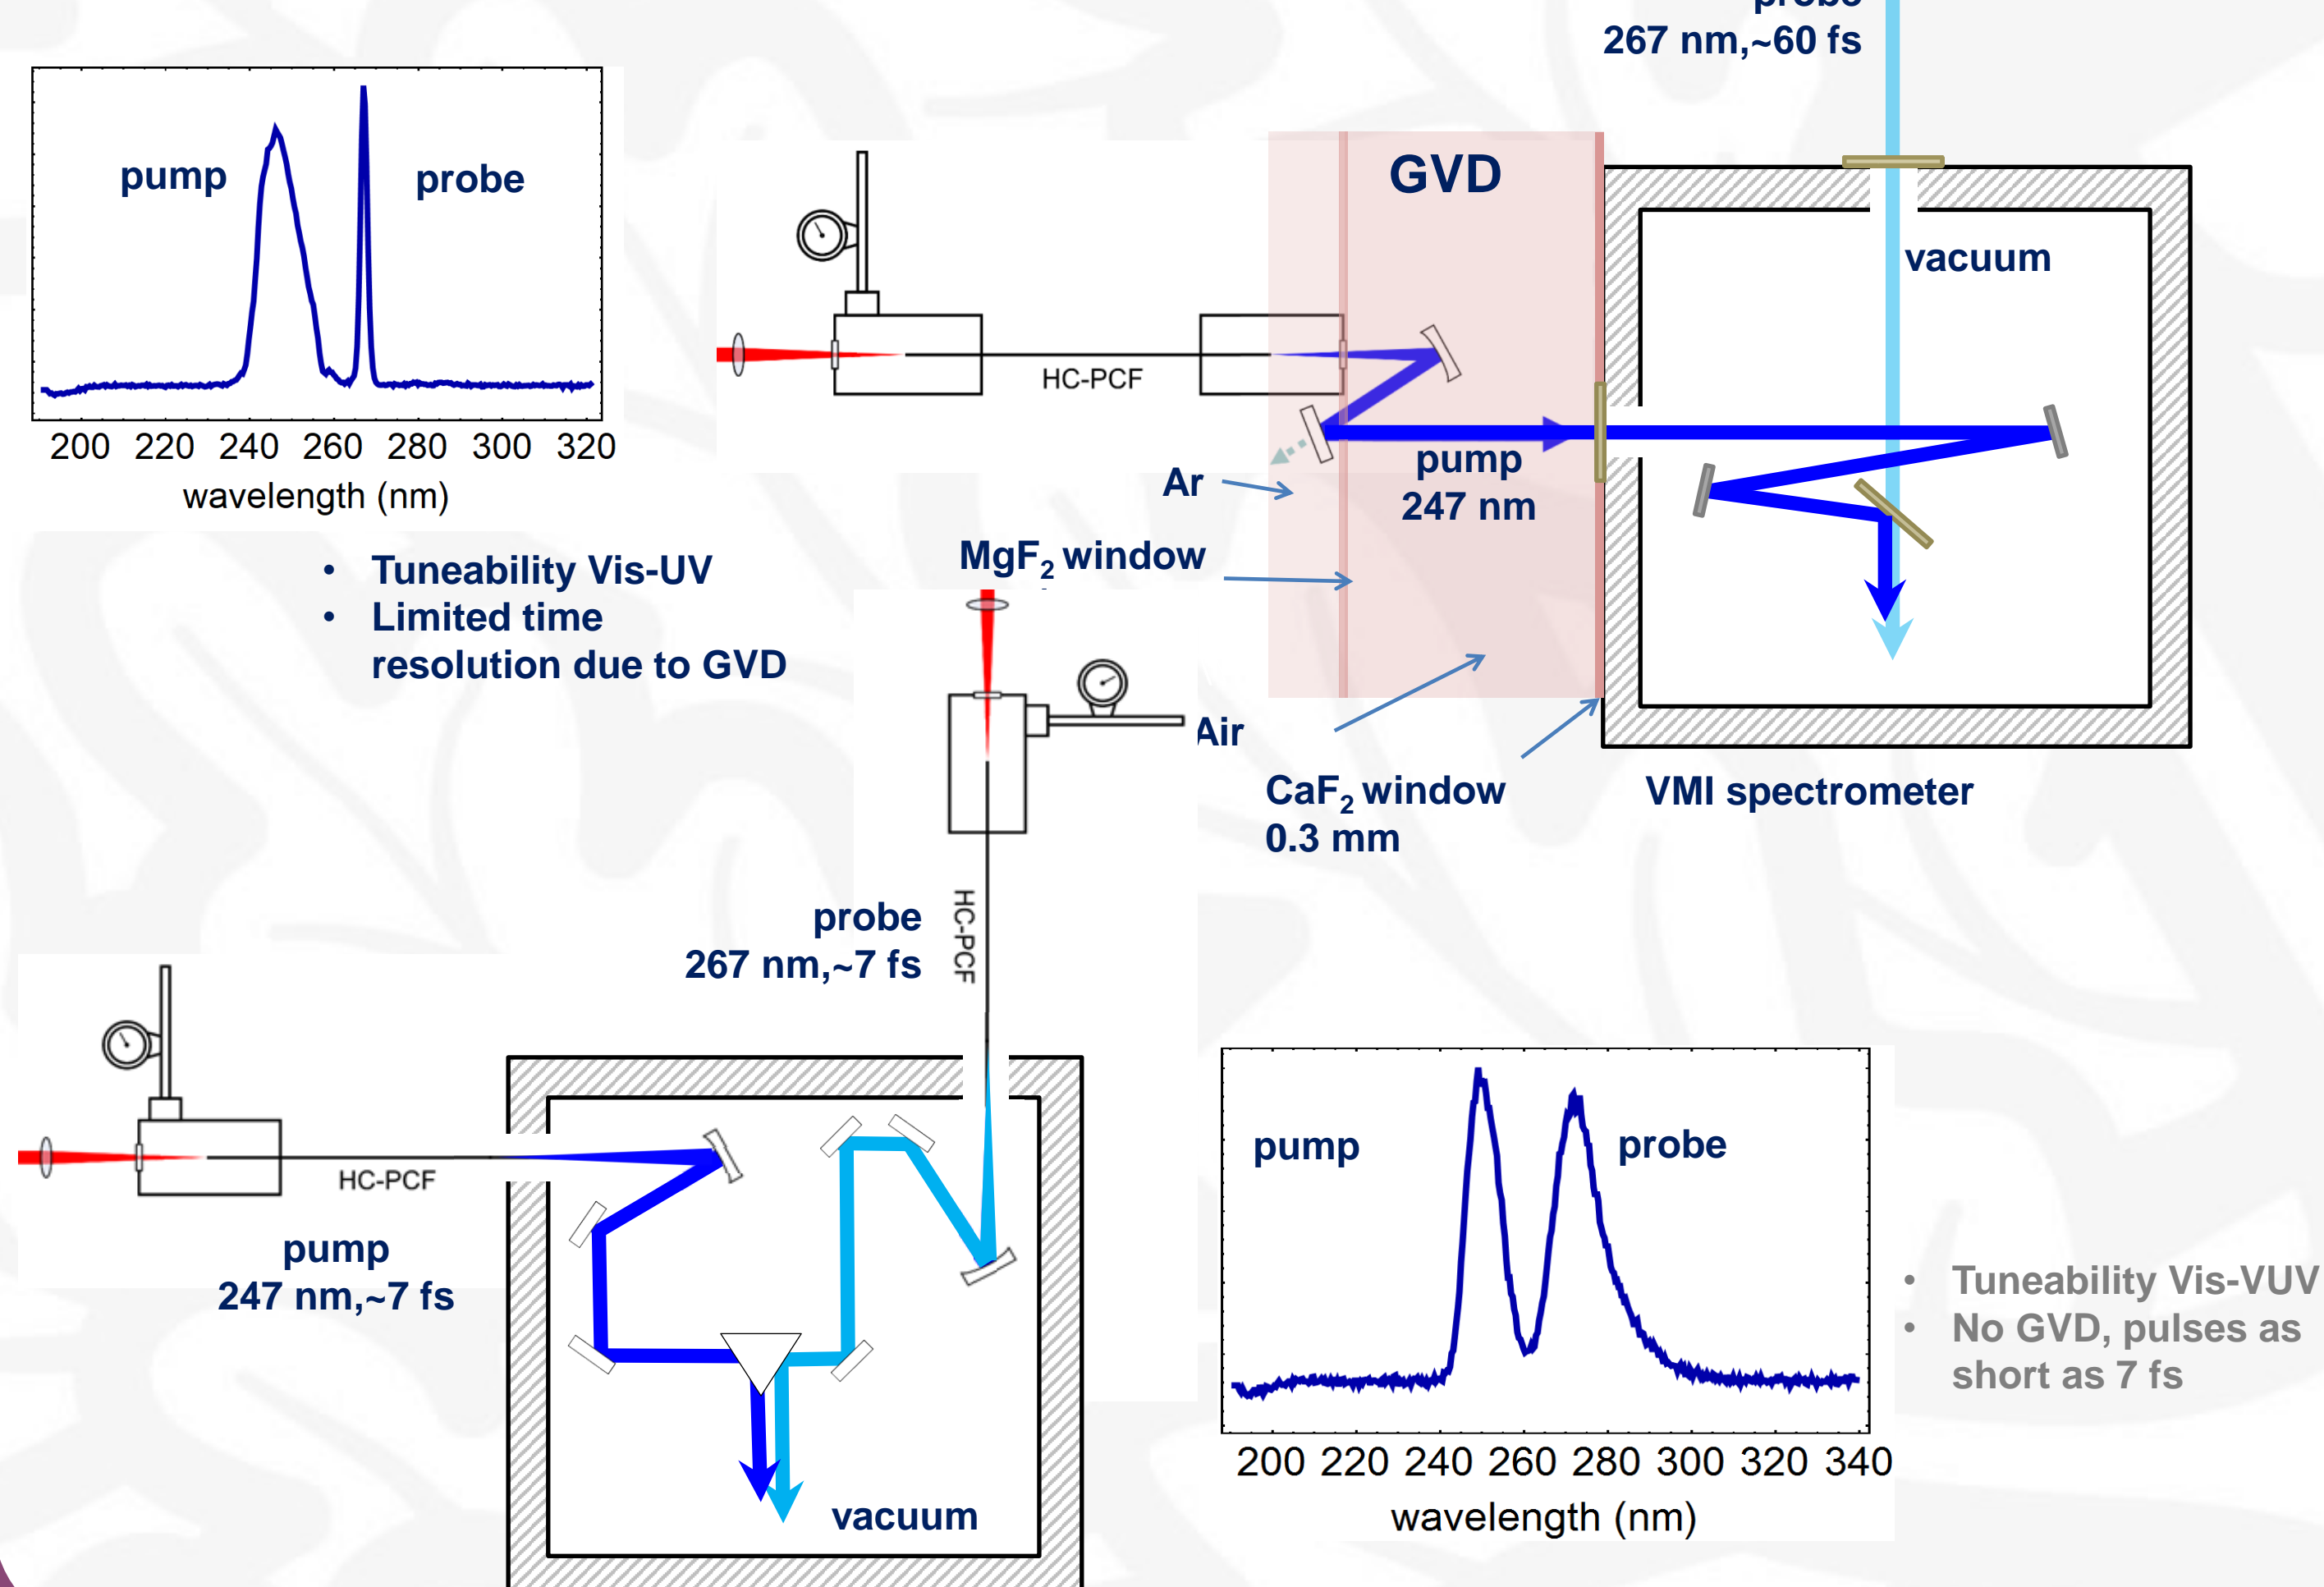 probe
267 nm,~60 fs
pump
probe
200 220 240 260 280 300 320
wavelength (nm)
GVD
vacuum
HC-PCF
pump
247 nm
Ar
MgF2 window
Air
CaF2 window
0.3 mm
VMI spectrometer
• Tuneability Vis-UV
• Limited time
resolution due to GVD
probe
267 nm,~7 fs
HC-PCF
HC-PCF
pump
247 nm,~7 fs
vacuum
pump
probe
200 220 240 260 280 300 320 340
wavelength (nm)
• Tuneability Vis-VUV
• No GVD, pulses as
short as 7 fs